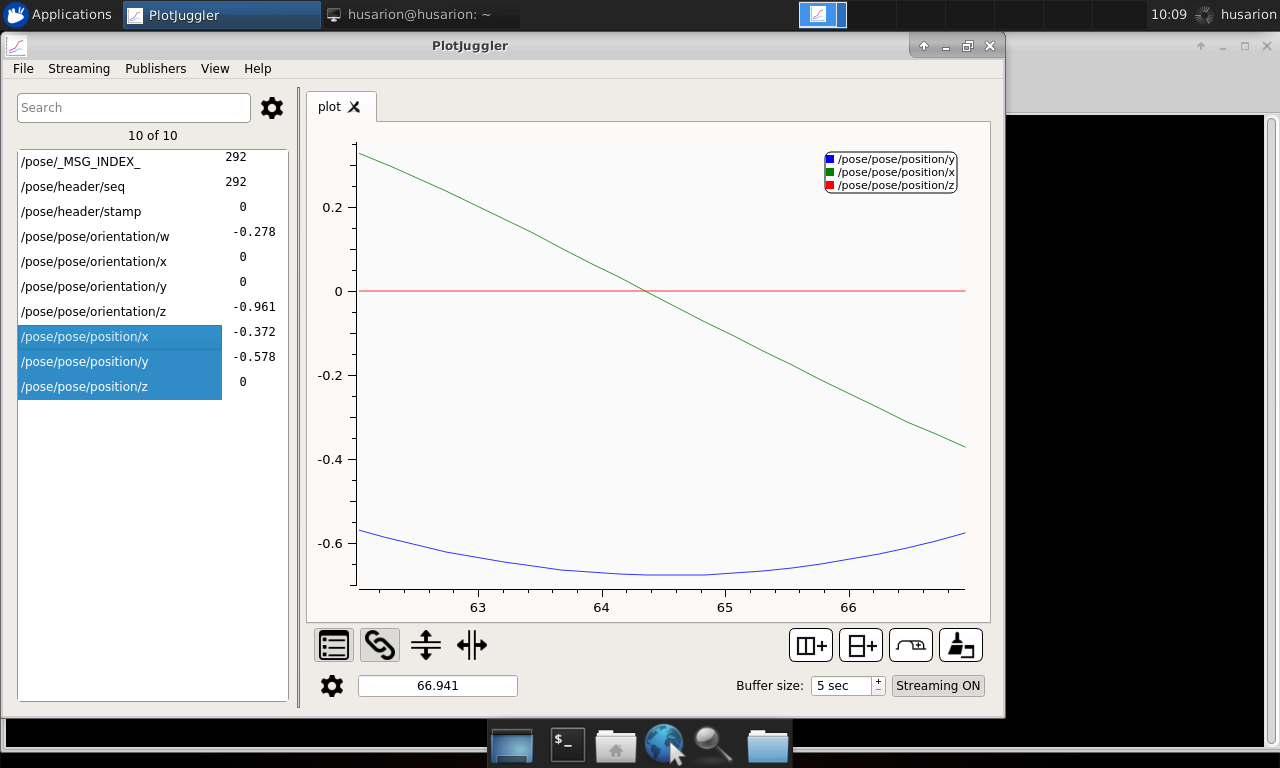 Applications PlotJuggler husarion@husarion: ~ 10:09 husarion
PlotJuggler
File Streaming Publishers View Help
Search
10 of 10
/pose/_MSG_INDEX_ 292
/pose/header/seq 292
/pose/header/stamp 0
/pose/pose/orientation/w -0.278
/pose/pose/orientation/x 0
/pose/pose/orientation/y 0
/pose/pose/orientation/z -0.961
/pose/pose/position/x -0.372
/pose/pose/position/y -0.578
/pose/pose/position/z 0
plot
/pose/pose/position/y
/pose/pose/position/x
/pose/pose/position/z
0.2
0
-0.2
-0.4
-0.6
63 64 65 66
66.941
Buffer size: 5 sec Streaming ON
$_